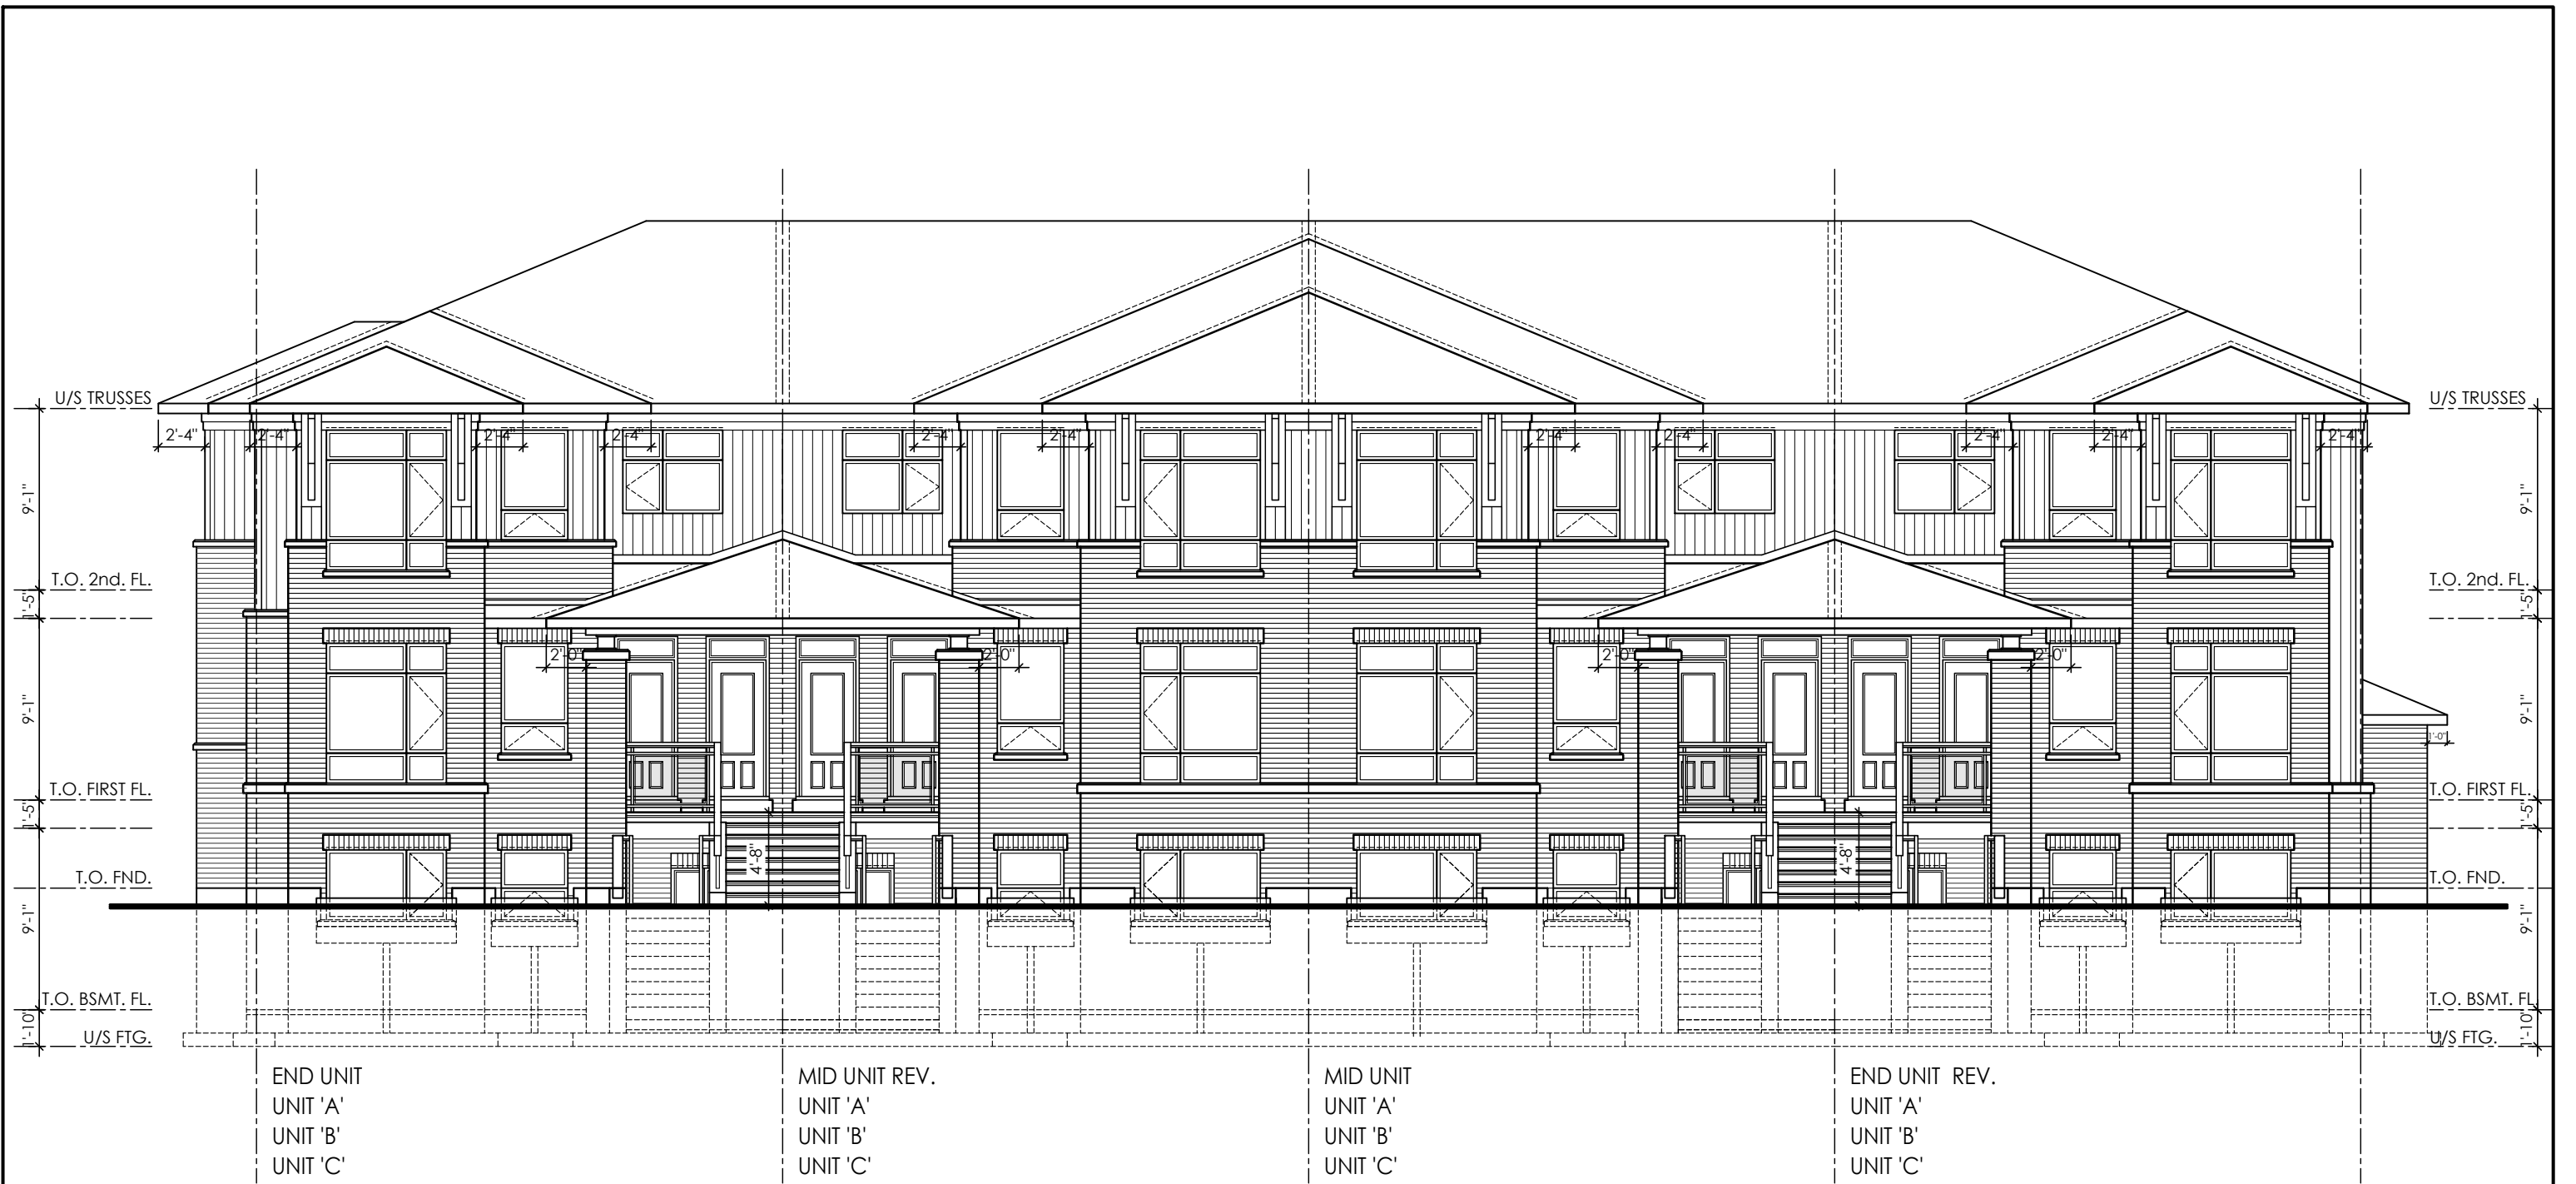 U/S TRUSSES
U/S TRUSSES
2'-4" 2'-4" 2'-4" 2'-4" 2'-4" 2'-4" 2'-4" 2'-4" 2'-4" 2'-4" 2'-4"
9'-1"
9'-1"
T.O. 2nd. FL.
T.O. 2nd. FL.
1'-5"
1'-5"
2'-0" 2'-0" 2'-0" 2'-0"
9'-1"
9'-1"
1'-0"
T.O. FIRST FL.
T.O. FIRST FL.
1'-5"
1'-5"
4'-8" 4'-8"
T.O. FND.
T.O. FND.
9'-1"
9'-1"
T.O. BSMT. FL.
T.O. BSMT. FL
1'-10"
1'-10"
U/S FTG.
U/S FTG.
END UNIT
UNIT 'A'
UNIT 'B'
UNIT 'C'
MID UNIT REV.
UNIT 'A'
UNIT 'B'
UNIT 'C'
MID UNIT
UNIT 'A'
UNIT 'B'
UNIT 'C'
END UNIT REV.
UNIT 'A'
UNIT 'B'
UNIT 'C'